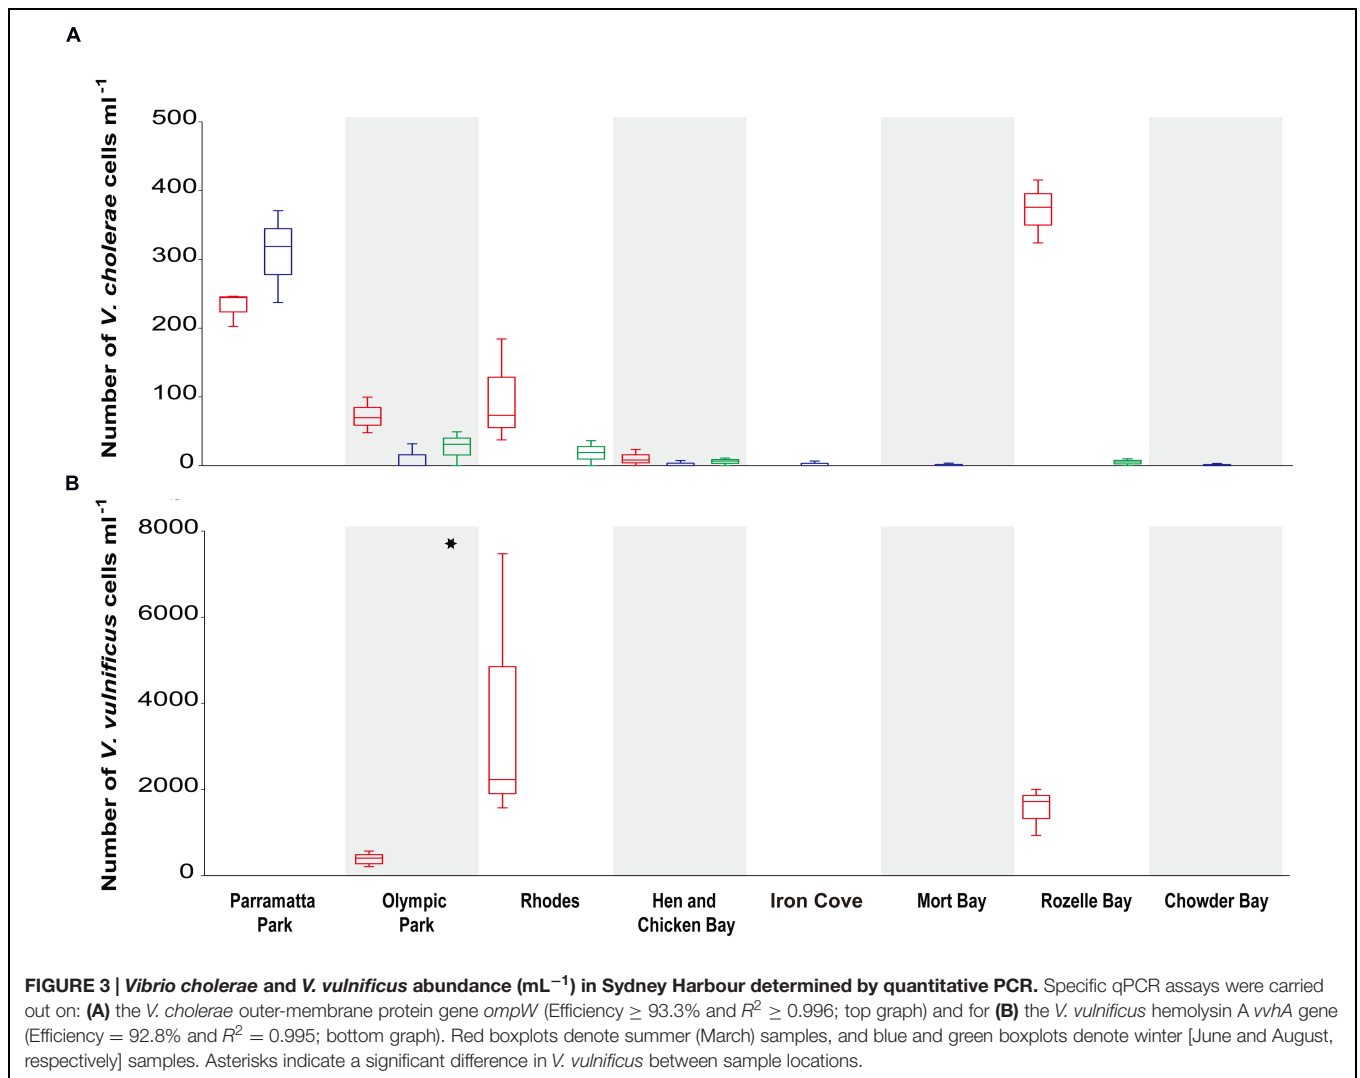 A
Number of V. cholerae cells ml-1
500
400
300
200
100
0
B
Number of V. vulnificus cells ml-1
8000
6000
4000
2000
0
Parramatta Park
Olympic Park
Rhodes
Hen and Chicken Bay
Iron Cove
Mort Bay
Rozelle Bay
Chowder Bay
FIGURE 3 | Vibrio cholerae and V. vulnificus abundance (mL−1) in Sydney Harbour determined by quantitative PCR. Specific qPCR assays were carried
out on: (A) the V. cholerae outer-membrane protein gene ompW (Efficiency ≥ 93.3% and R2 ≥ 0.996; top graph) and for (B) the V. vulnificus hemolysin A vvhA gene
(Efficiency = 92.8% and R2 = 0.995; bottom graph). Red boxplots denote summer (March) samples, and blue and green boxplots denote winter [June and August,
respectively] samples. Asterisks indicate a significant difference in V. vulnificus between sample locations.